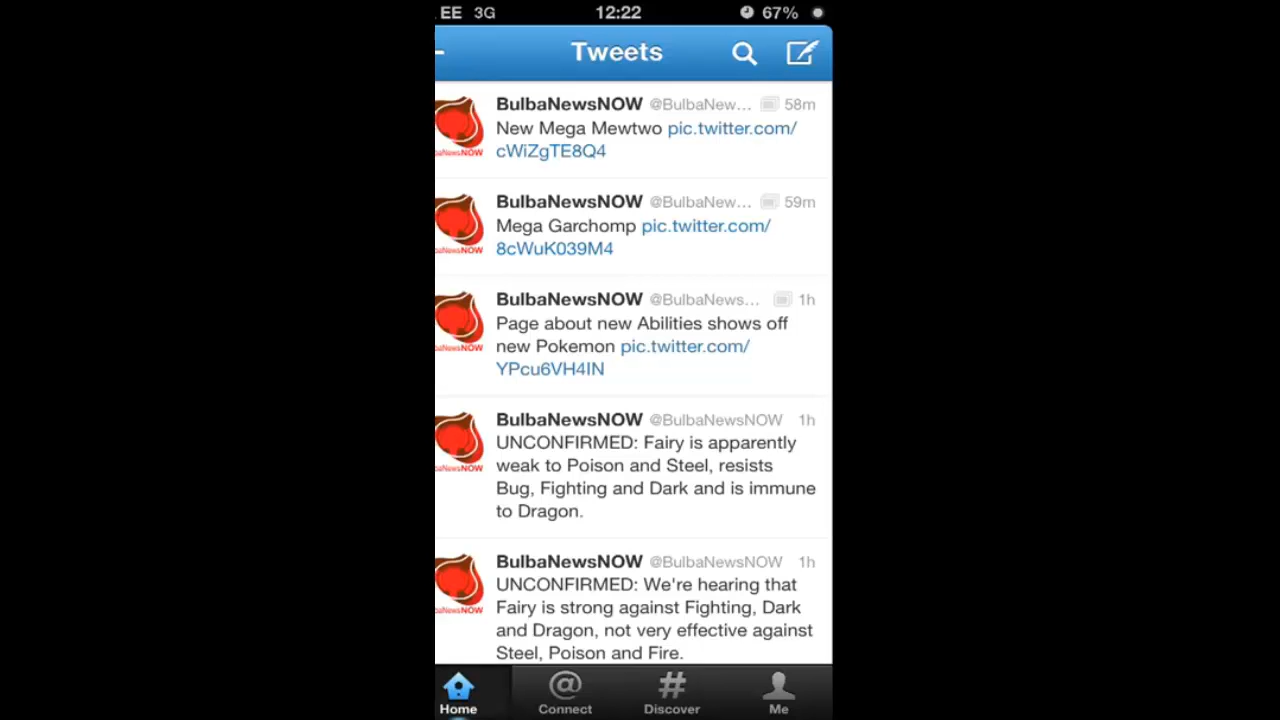 EE 3G 12:22 67%
Tweets
BulbaNewsNOW @BulbaNew... 58m
New Mega Mewtwo pic.twitter.com/
cWiZgTE8Q4
BulbaNewsNOW @BulbaNew... 59m
Mega Garchomp pic.twitter.com/
8cWuK039M4
BulbaNewsNOW @BulbaNews... 1h
Page about new Abilities shows off
new Pokemon pic.twitter.com/
YPcu6VH4IN
BulbaNewsNOW @BulbaNewsNOW 1h
UNCONFIRMED: Fairy is apparently
weak to Poison and Steel, resists
Bug, Fighting and Dark and is immune
to Dragon.
BulbaNewsNOW @BulbaNewsNOW 1h
UNCONFIRMED: We're hearing that
Fairy is strong against Fighting, Dark
and Dragon, not very effective against
Steel, Poison and Fire.
Home Connect Discover Me